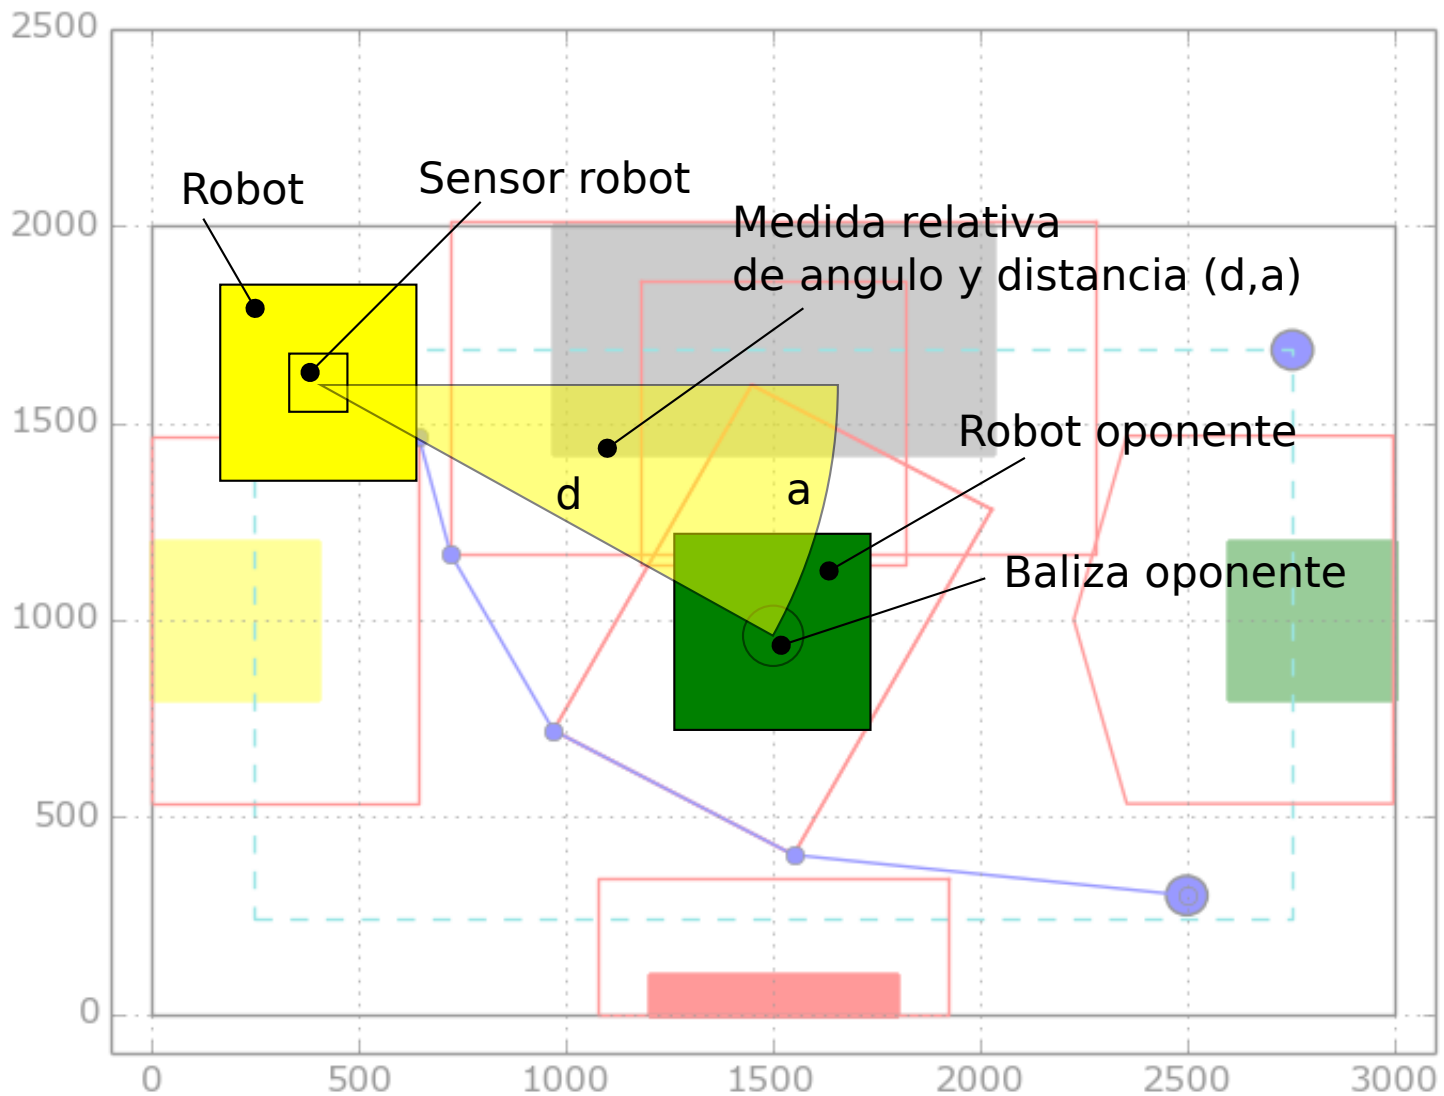 2500
Sensor robot
Robot
Medida relativa
2000
de angulo y distancia (d,a)
1500
Robot oponente
d
a
Baliza oponente
1000
500
0
0
500
1000
1500
2000
2500
3000